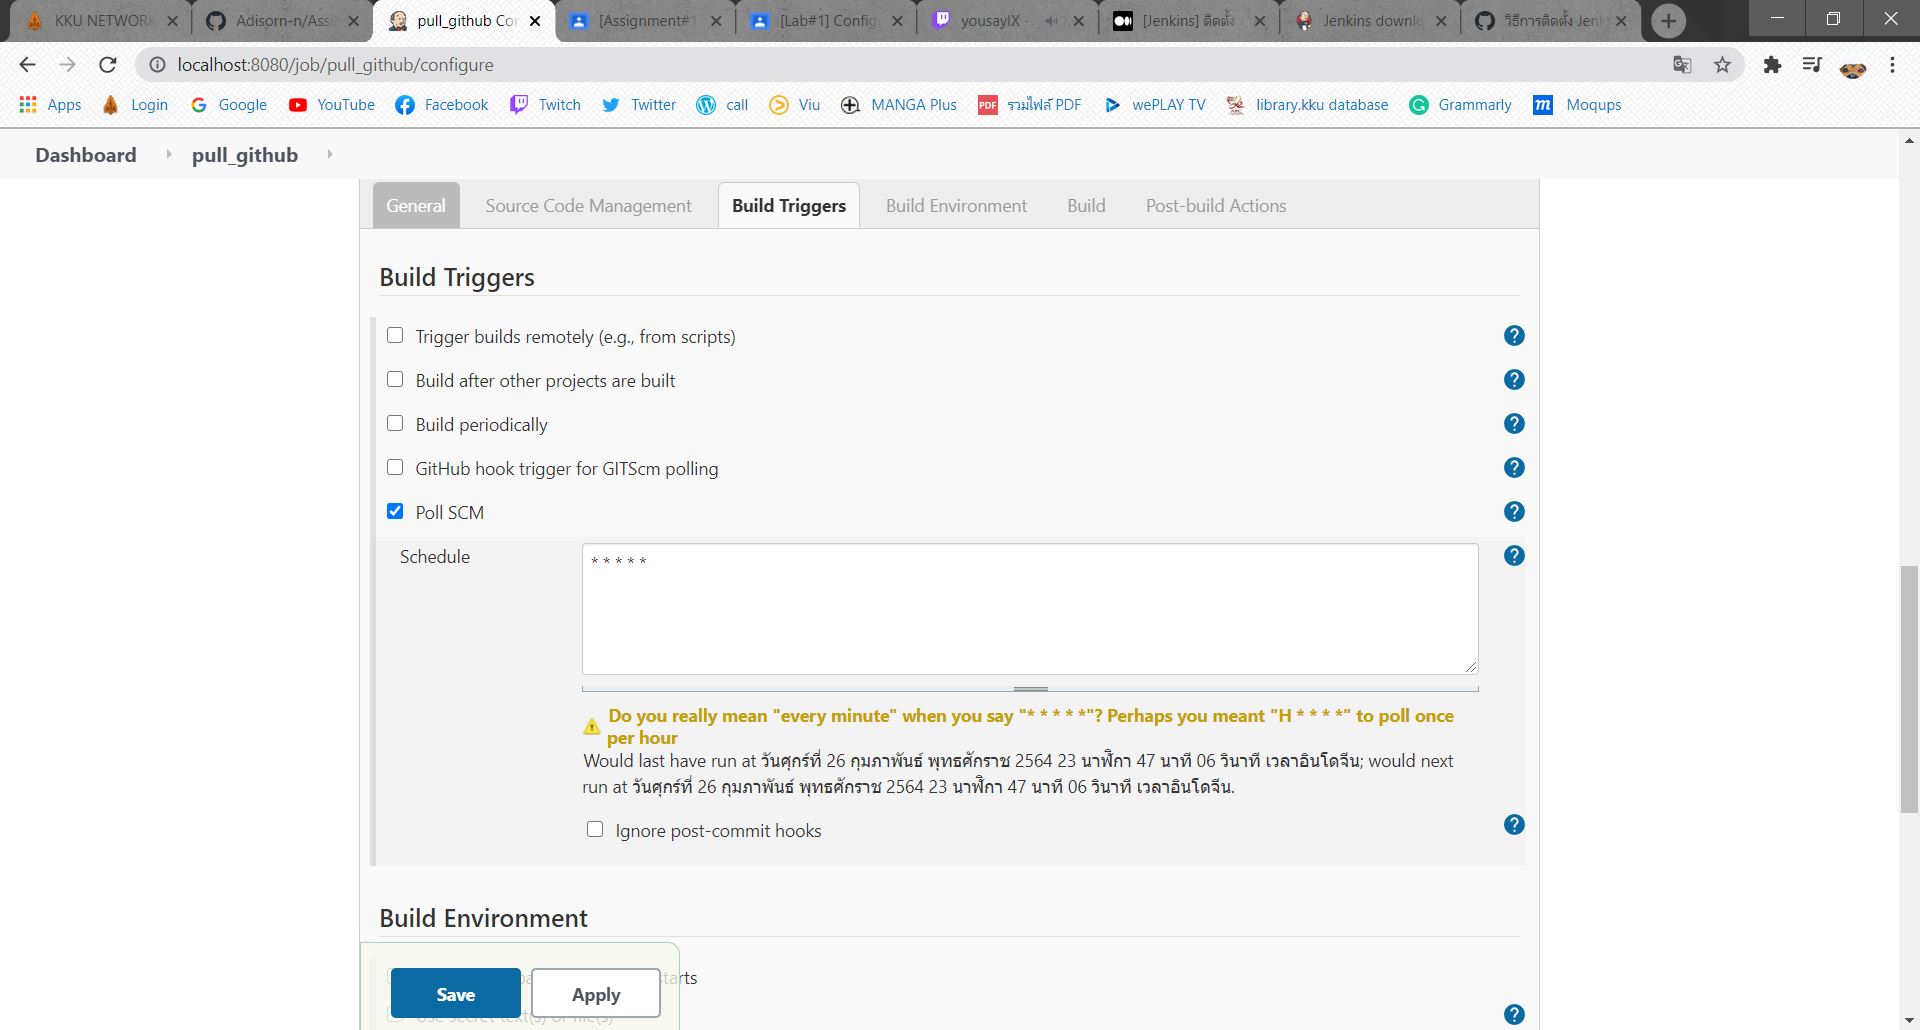 KKU NETWORK
Adisorn-n/Assi
pull_github Con
[Assignment#1
[Lab#1] Config
yousayIX -
[Jenkins] ติดตั้ง
Jenkins downlo
วิธีการติดตั้ง Jenk
localhost:8080/job/pull_github/configure
Apps Login Google YouTube Facebook Twitch Twitter call Viu MANGA Plus PDF รวมไฟล์ PDF wePLAY TV library.kku database Grammarly m Moqups
Dashboard pull_github
General Source Code Management Build Triggers Build Environment Build Post-build Actions
Build Triggers
Trigger builds remotely (e.g., from scripts)
Build after other projects are built
Build periodically
GitHub hook trigger for GITScm polling
Poll SCM
Schedule
* * * * *
Do you really mean "every minute" when you say "* * * * *"? Perhaps you meant "H * * * *" to poll once
per hour
Would last have run at วันศุกร์ที่ 26 กุมภาพันธ์ พุทธศักราช 2564 23 นาฬิกา 47 นาที 06 วินาที เวลาอินโดจีน; would next
run at วันศุกร์ที่ 26 กุมภาพันธ์ พุทธศักราช 2564 23 นาฬิกา 47 นาที 06 วินาที เวลาอินโดจีน.
Ignore post-commit hooks
Build Environment
starts
Save Apply
Use secret text(s) or file(s)